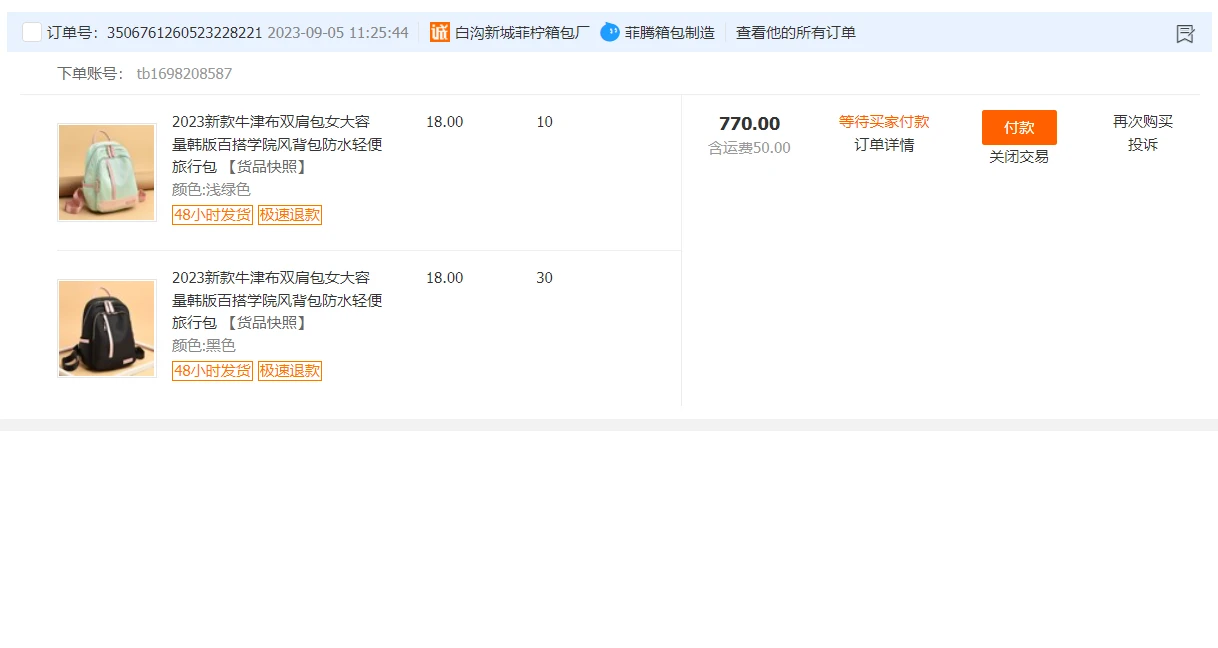 订单号：3506761260523228221 2023-09-05 11:25:44 诚 白沟新城菲柠箱包厂 菲腾箱包制造 查看他的所有订单
下单账号： tb1698208587
2023新款牛津布双肩包女大容
量韩版百搭学院风背包防水轻便
旅行包 【货品快照】
颜色:浅绿色
48小时发货 极速退款
18.00
10
770.00
含运费50.00
等待买家付款
订单详情
付款
关闭交易
再次购买
投诉
2023新款牛津布双肩包女大容
量韩版百搭学院风背包防水轻便
旅行包 【货品快照】
颜色:黑色
48小时发货 极速退款
18.00
30